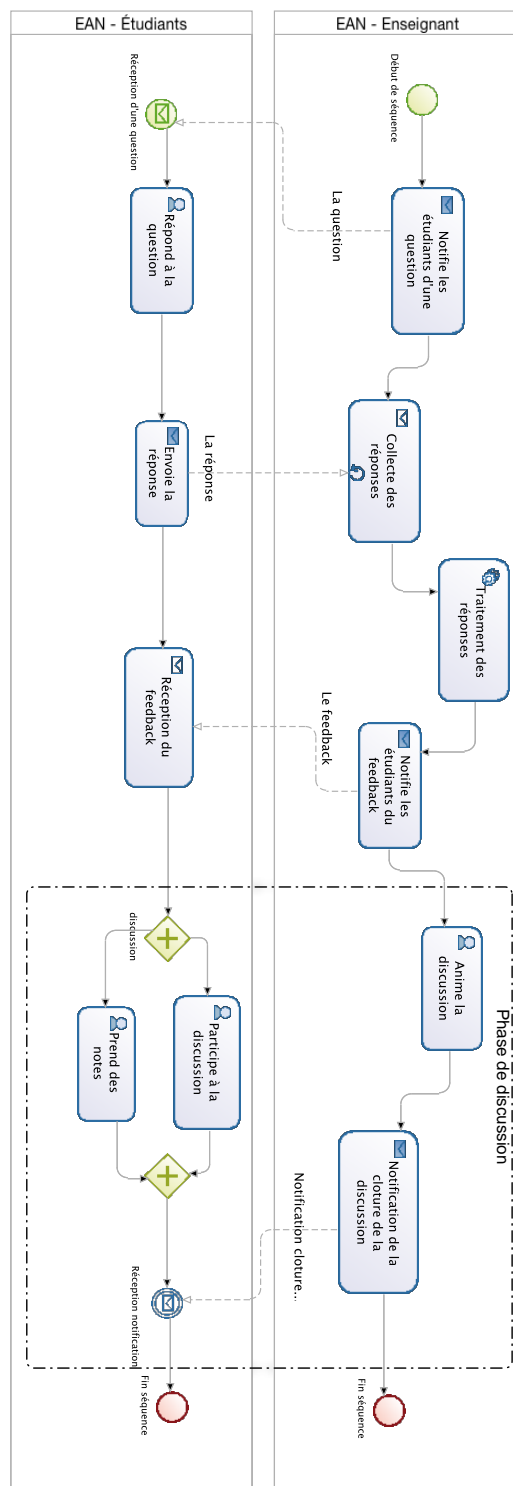 EAN - Étudiants
EAN - Enseignant
Début de séquence
Notifie les
étudiants d'une
question
La question
Réception
d'une question
Répond à la
question
Envoie la
réponse
La réponse
Collecte des
réponses
Traitement des
réponses
Notifie les
étudiants du
feedback
Le feedback
Réception du
feedback
Phase de discussion
Anime la
discussion
discussion
Participe à la
discussion
Prend des
notes
Notification de la
cloture de la
discussion
Notification cloture...
Réception notification
Fin séquence
Fin séquence